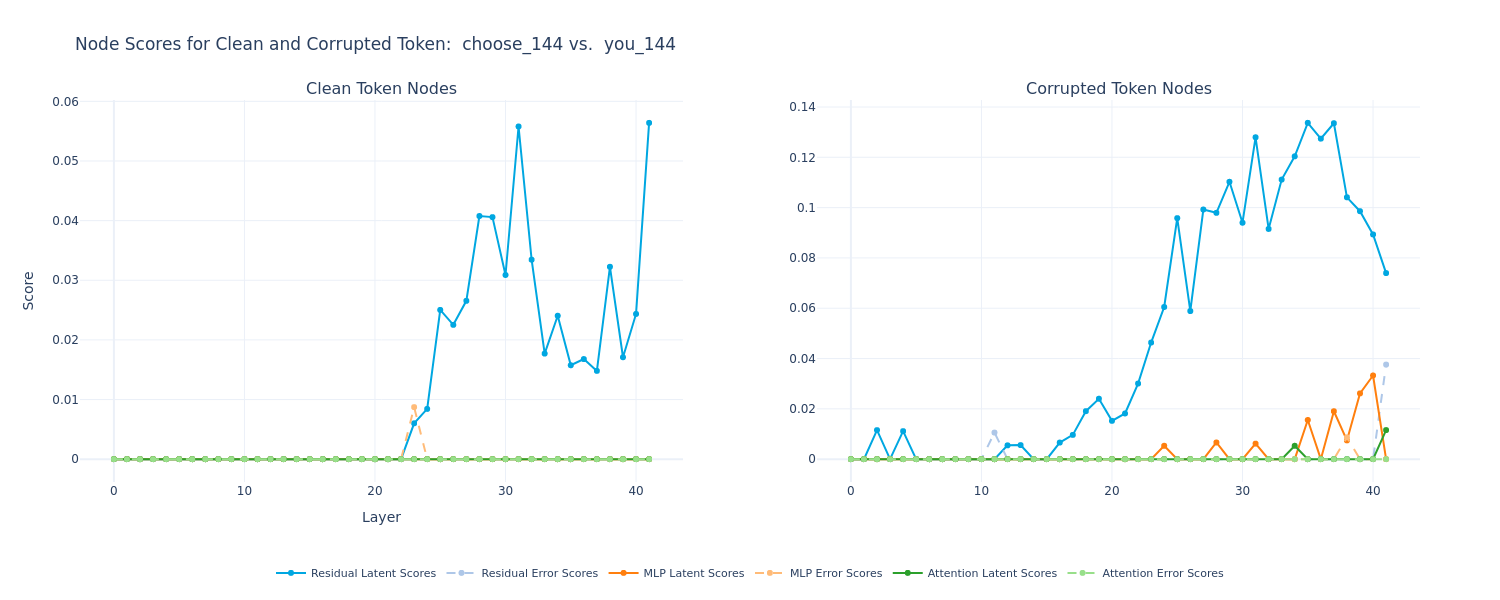 Node Scores for Clean and Corrupted Token:  choose_144 vs.  you_144
Clean Token Nodes
Corrupted Token Nodes
0.06
0.05
0.04
0.03
0.02
0.01
0
Score
0 10 20 30 40
Layer
0.14
0.12
0.1
0.08
0.06
0.04
0.02
0
0 10 20 30 40
Residual Latent Scores Residual Error Scores MLP Latent Scores MLP Error Scores Attention Latent Scores Attention Error Scores